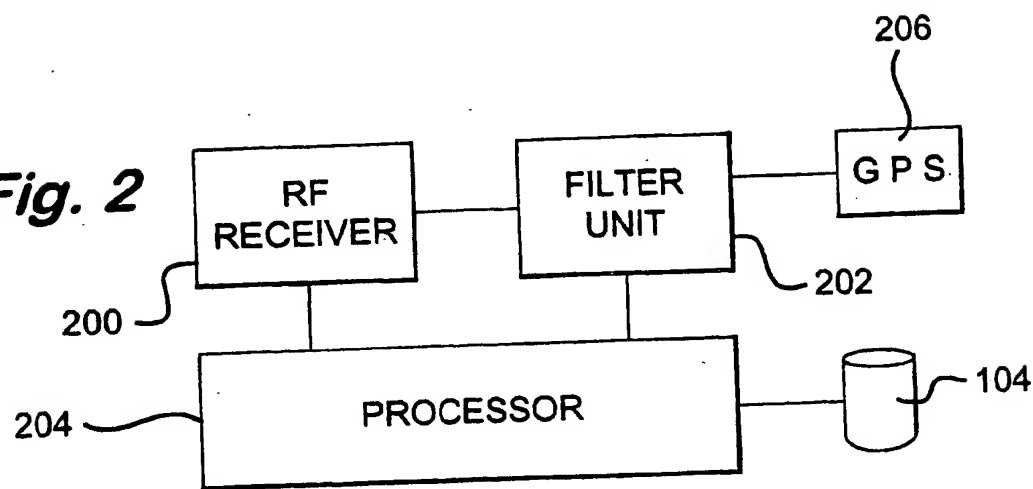 206
Fig. 2
RF
RECEIVER
FILTER
UNIT
G P S
200
202
204
PROCESSOR
104